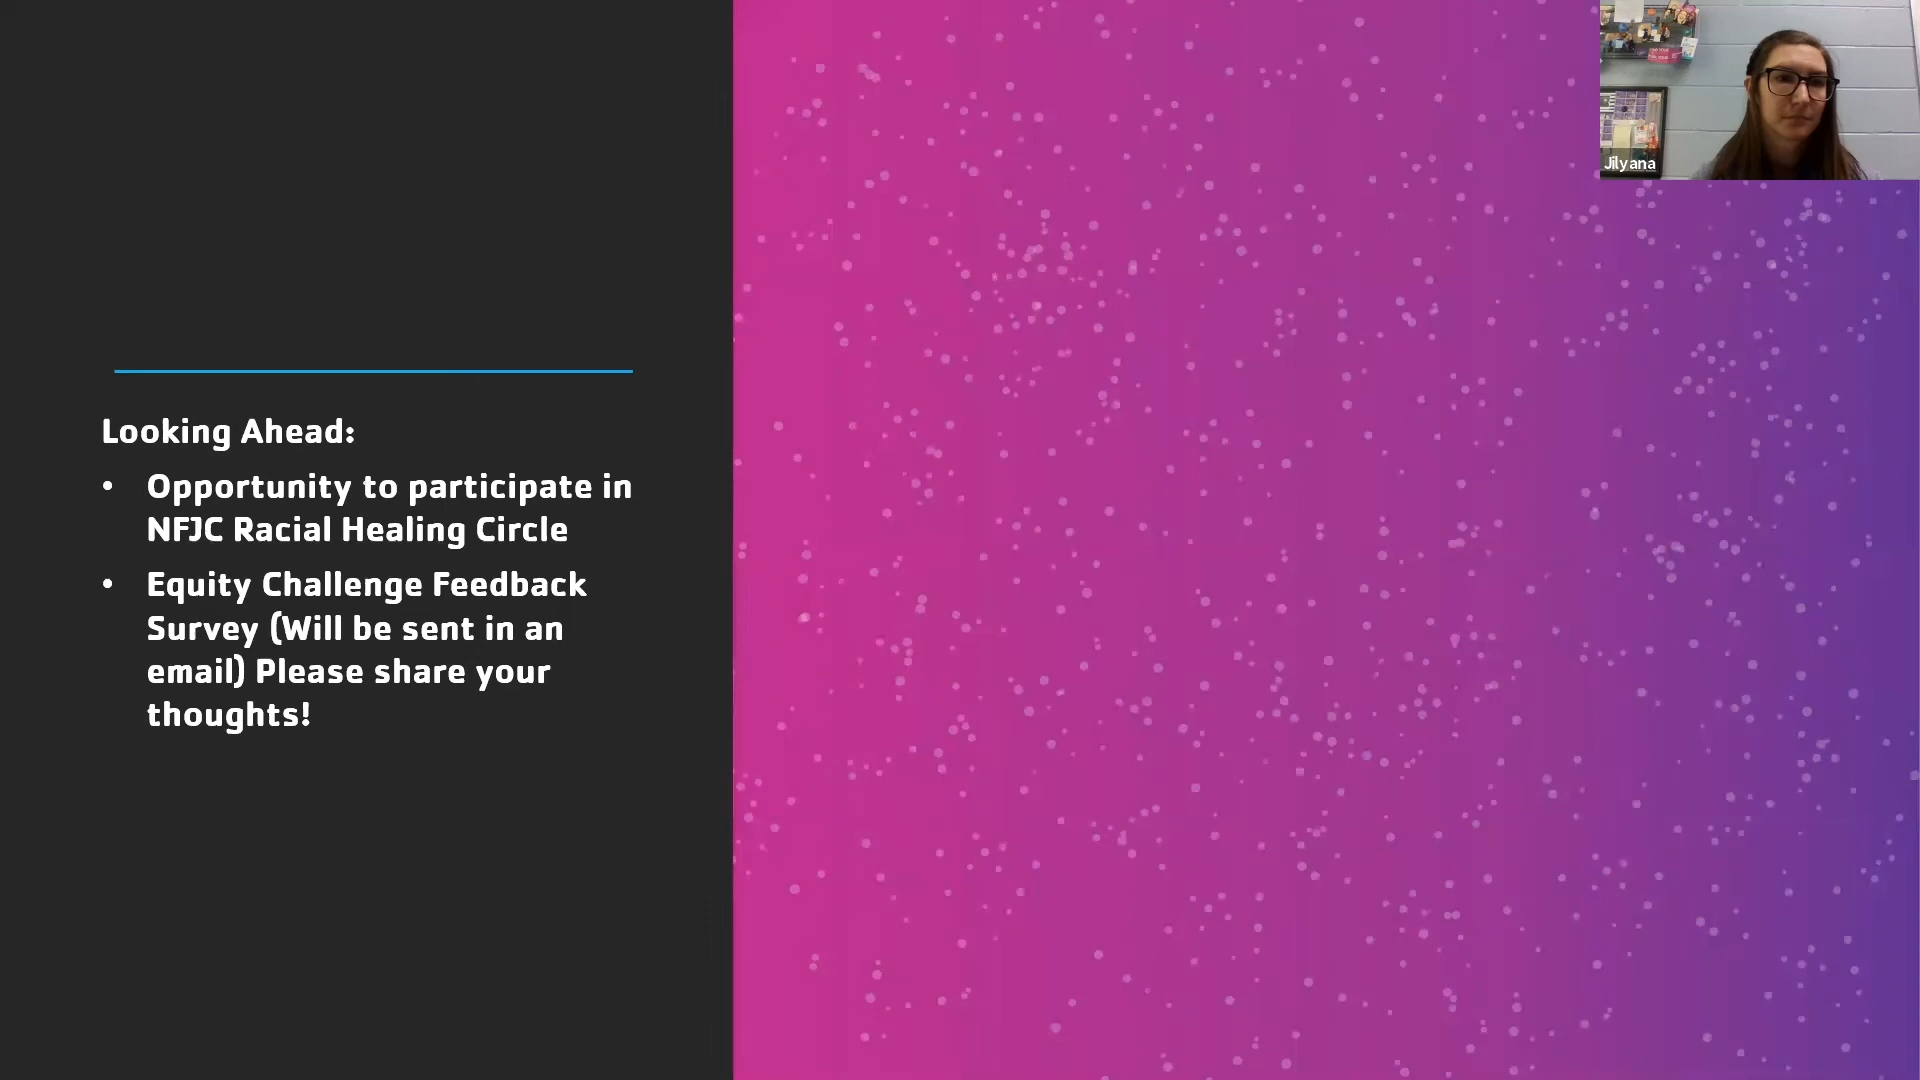 Looking Ahead:
• Opportunity to participate in
NFJC Racial Healing Circle
• Equity Challenge Feedback
Survey (Will be sent in an
email) Please share your
thoughts!
Jilyana